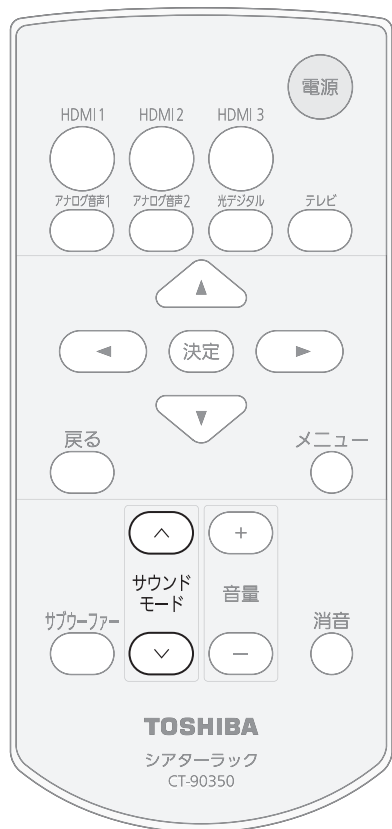 電源
HDMI 1 HDMI 2 HDMI 3
アナログ音声1 アナログ音声2 光デジタル テレビ
決定
戻る メニュー
サウンド
モード
+
音量
－
サブウーファー 消音
TOSHIBA
シアターラック
CT-90350